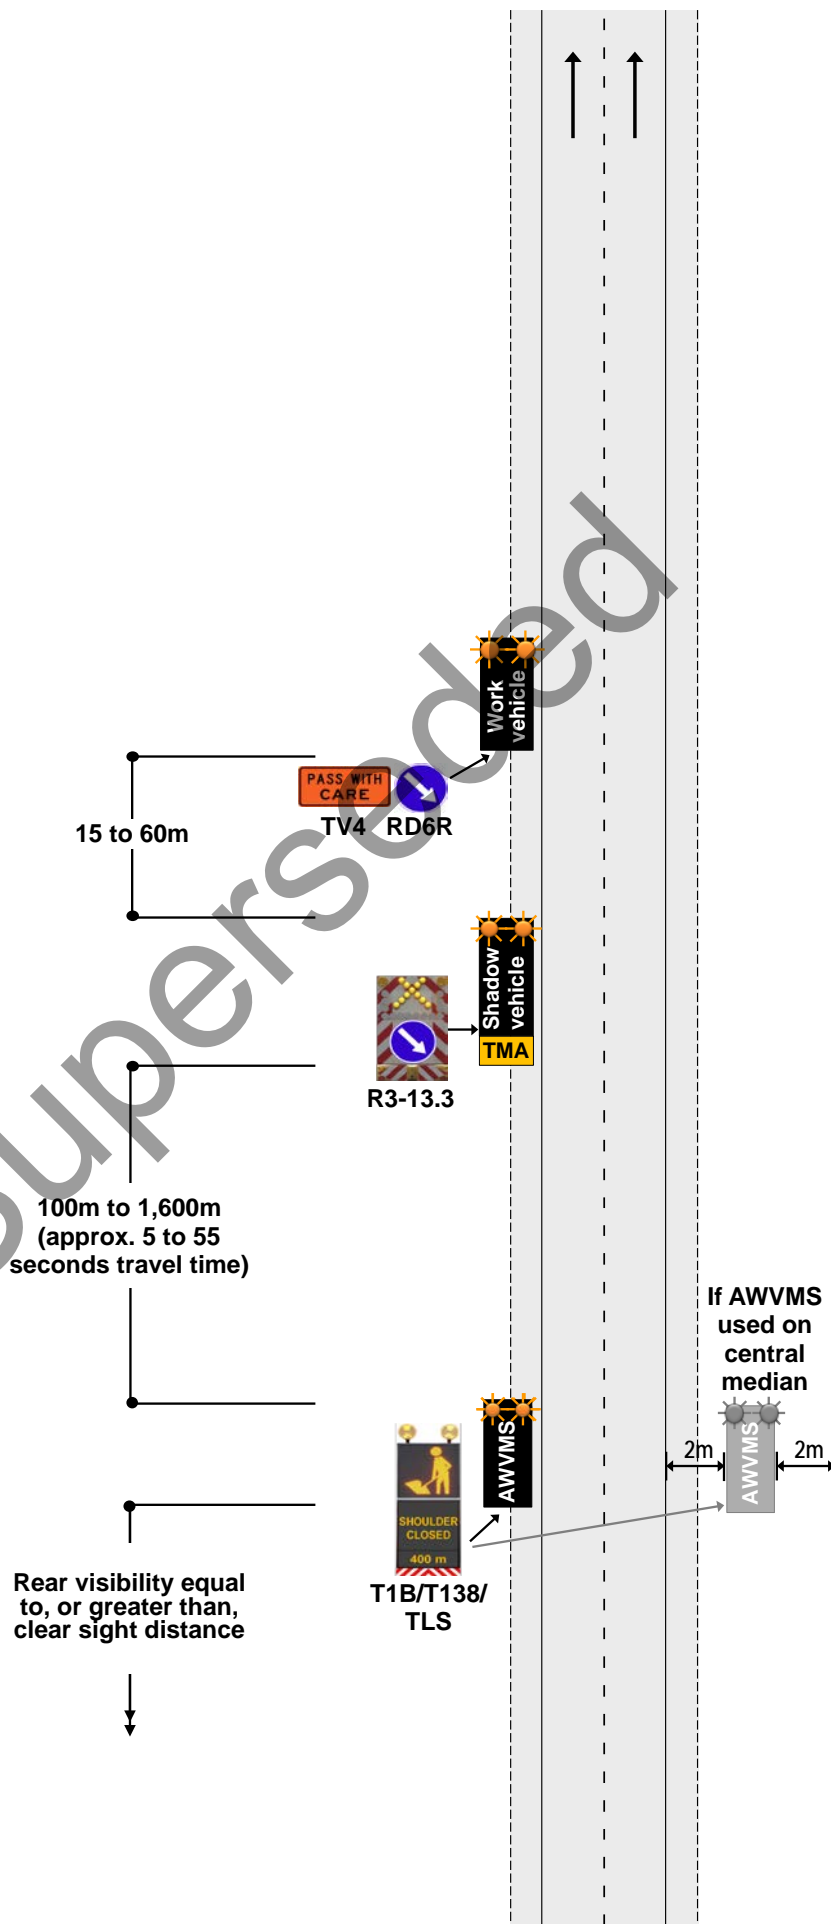 Superseded
Work
vehicle
PASS WITH
CARE
TV4 RD6R
15 to 60m
Shadow
vehicle
TMA
R3-13.3
100m to 1,600m
(approx. 5 to 55
seconds travel time)
If AWVMS
used on
central
median
AWVMS
2m
AWVMS
2m
SHOULDER
CLOSED
400 m
T1B/T138/
TLS
Rear visibility equal
to, or greater than,
clear sight distance